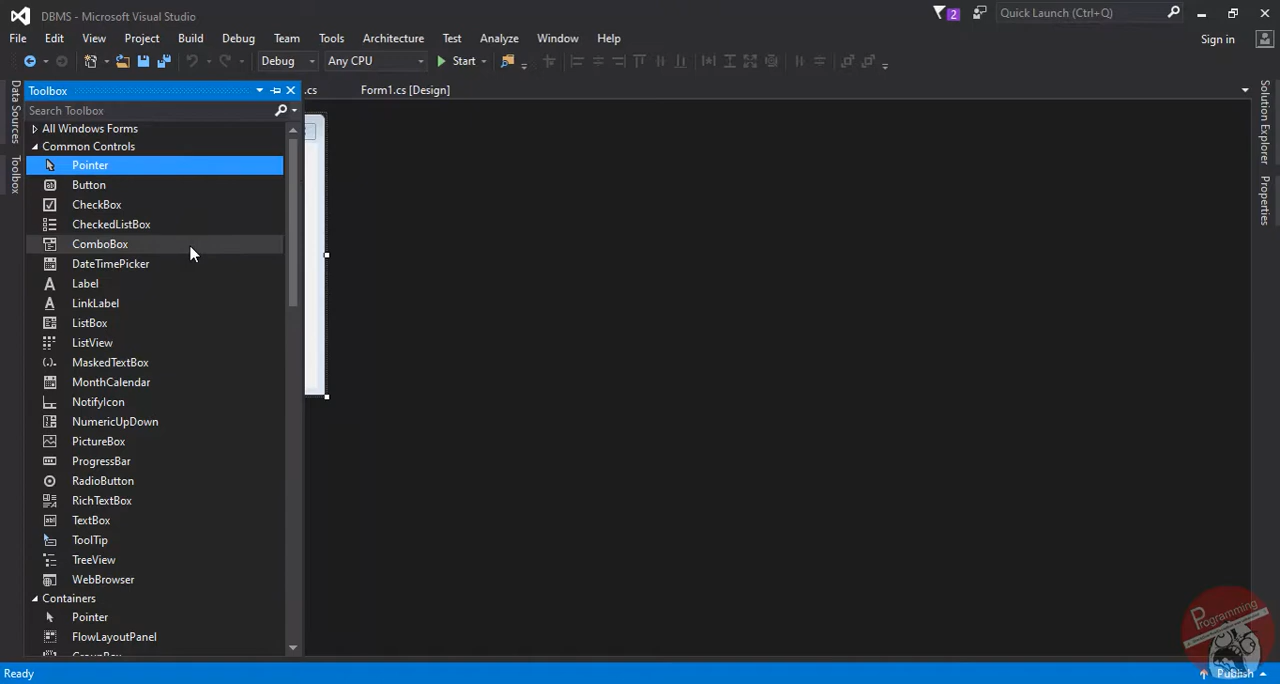 DBMS - Microsoft Visual Studio
2
Quick Launch (Ctrl+Q)
File Edit View Project Build Debug Team Tools Architecture Test Analyze Window Help
Sign in
Debug Any CPU Start
Data Sources
Toolbox
Toolbox
Search Toolbox
All Windows Forms
Common Controls
Pointer
Button
CheckBox
CheckedListBox
ComboBox
DateTimePicker
Label
LinkLabel
ListBox
ListView
MaskedTextBox
MonthCalendar
NotifyIcon
NumericUpDown
PictureBox
ProgressBar
RadioButton
RichTextBox
TextBox
ToolTip
TreeView
WebBrowser
Containers
Pointer
FlowLayoutPanel
.cs
Form1.cs [Design]
Solution Explorer
Properties
Programming
Ready
Publish